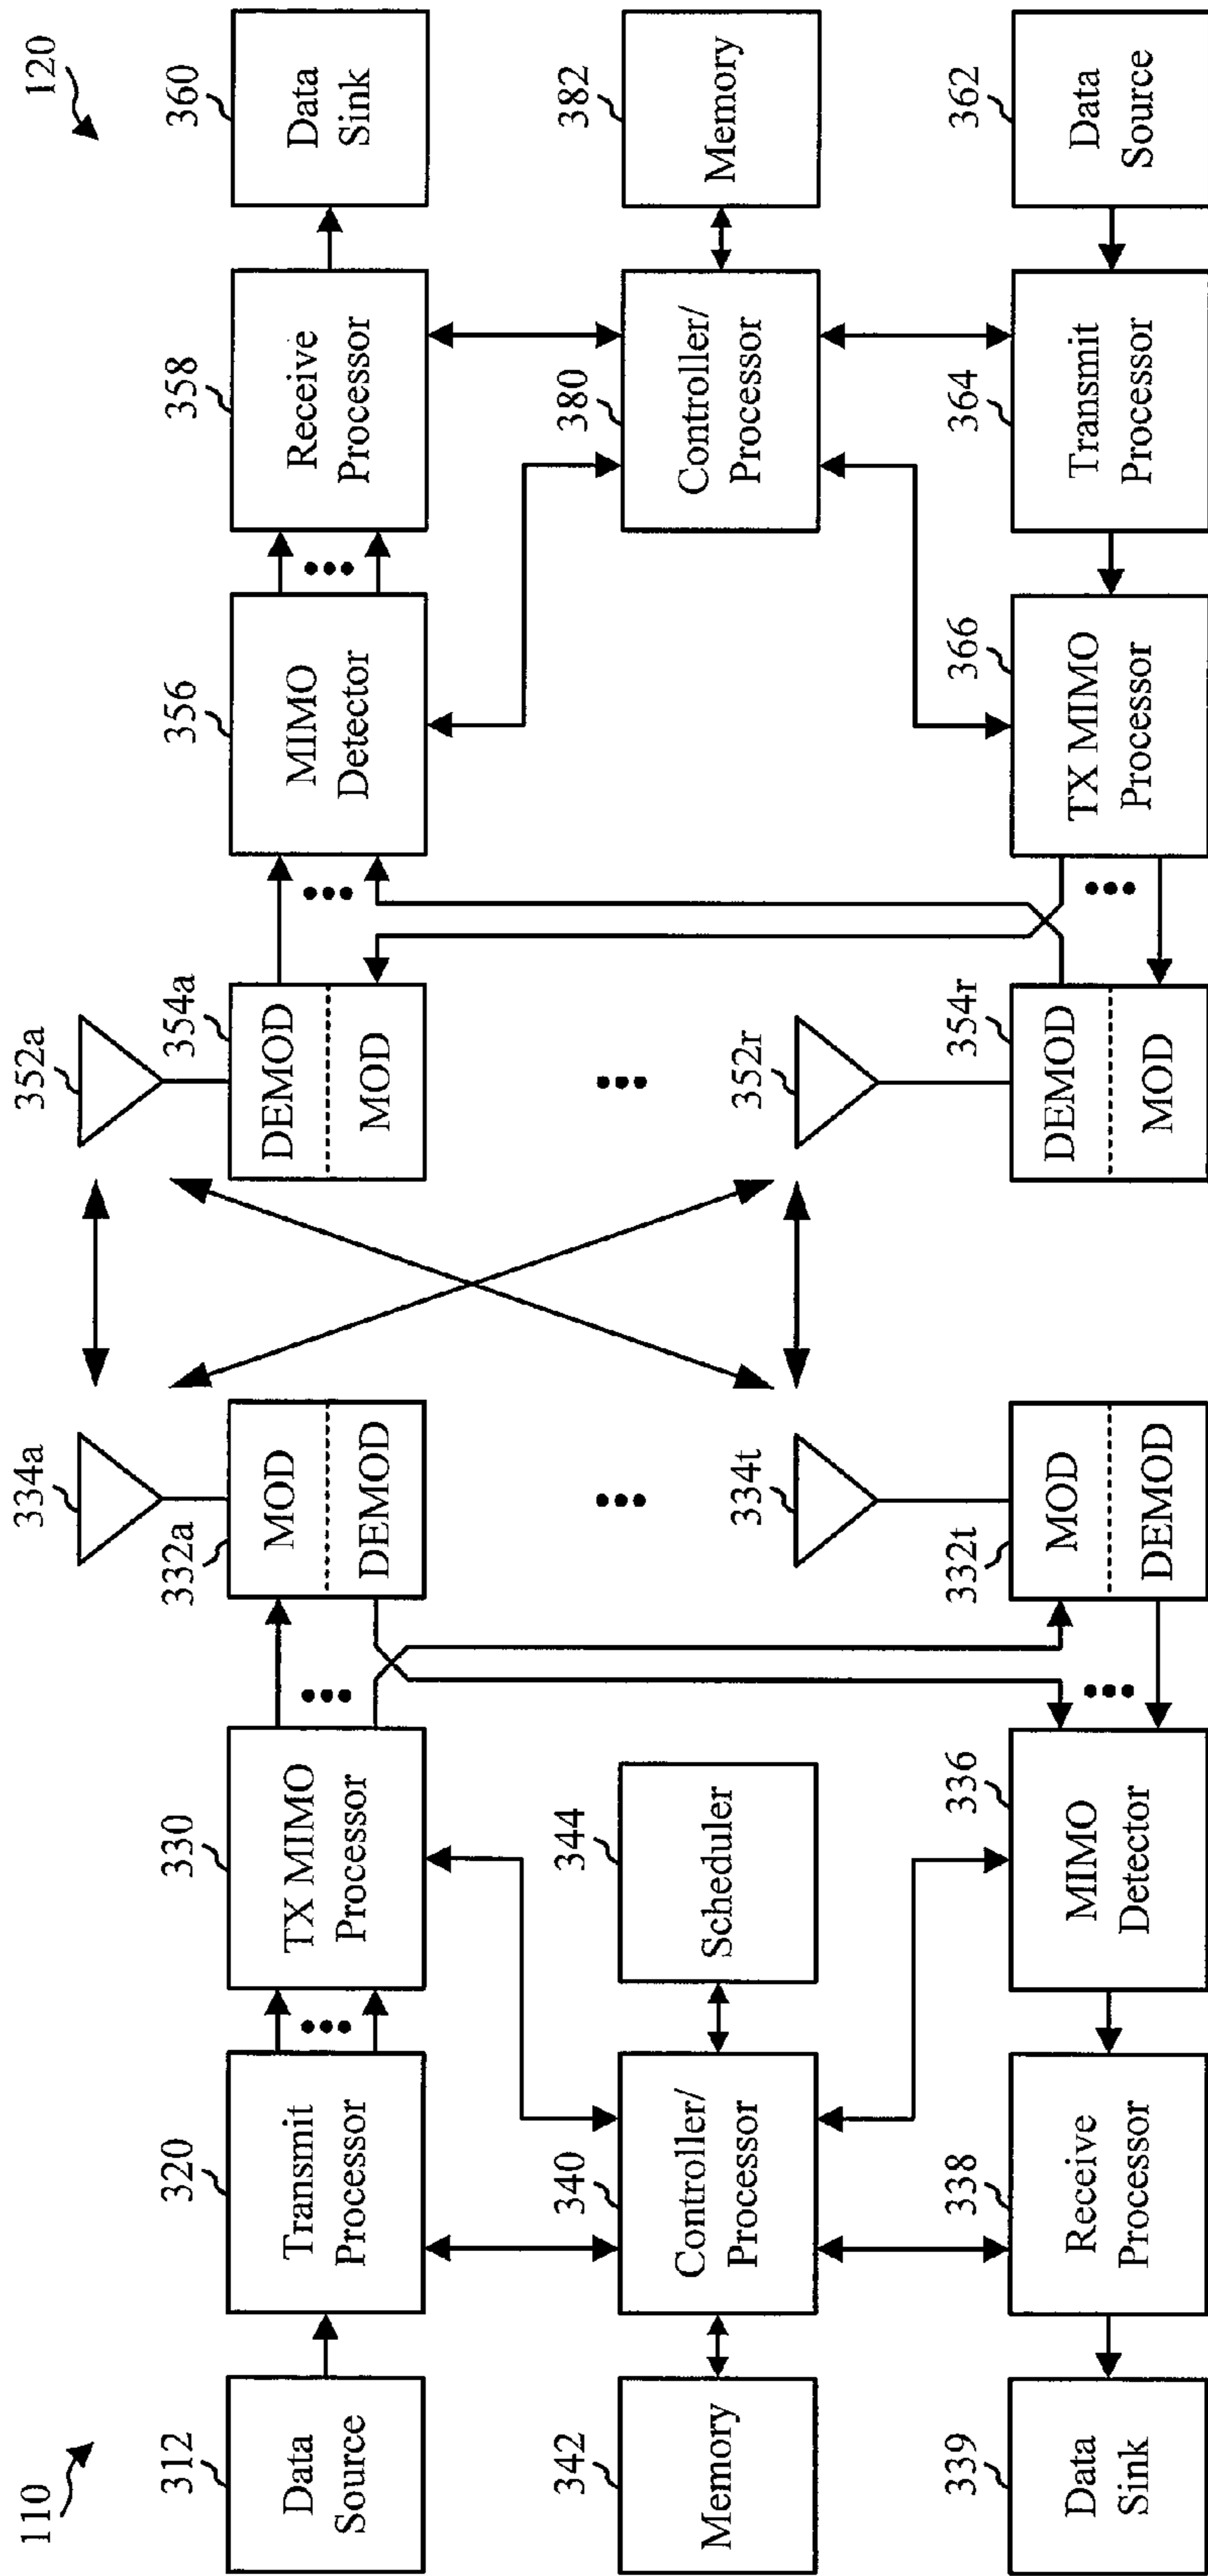 110
312
Data
Source
320
Transmit
Processor
330
TX MIMO
Processor
332a
MOD
DEMOD
334a
342
Memory
340
Controller/
Processor
344
Scheduler
339
Data
Sink
338
Receive
Processor
336
MIMO
Detector
332t
MOD
DEMOD
334t
120
352a
354a
DEMOD
MOD
356
MIMO
Detector
358
Receive
Processor
360
Data
Sink
380
Controller/
Processor
382
Memory
352r
354r
DEMOD
MOD
366
TX MIMO
Processor
364
Transmit
Processor
362
Data
Source